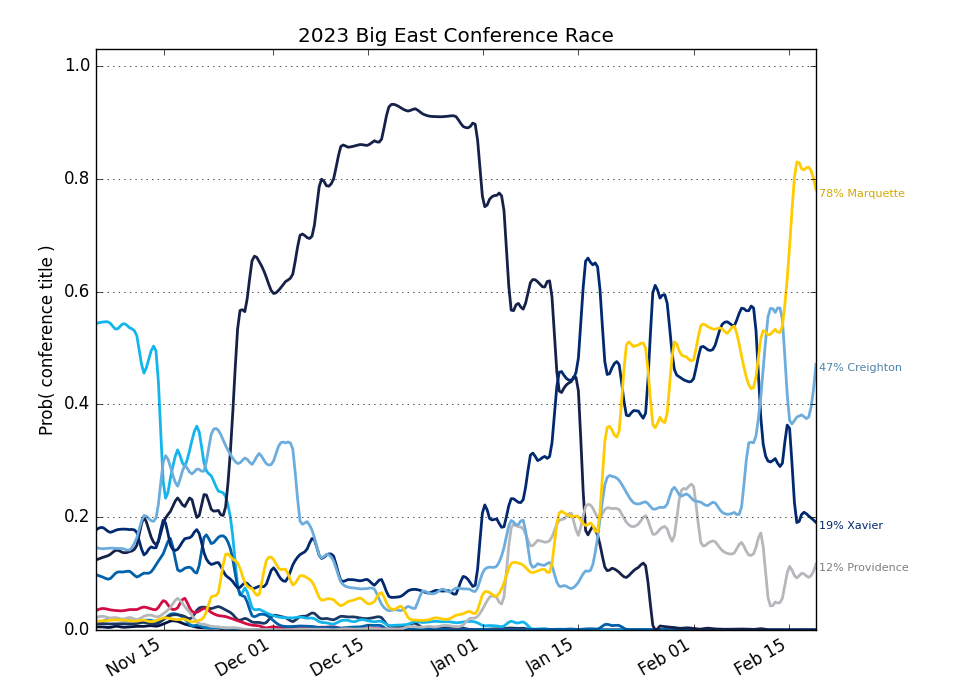 2023 Big East Conference Race
Prob( conference title )
1.0
0.8
0.6
0.4
0.2
0.0
78% Marquette
47% Creighton
19% Xavier
12% Providence
Nov 15
Dec 01
Dec 15
Jan 01
Jan 15
Feb 01
Feb 15